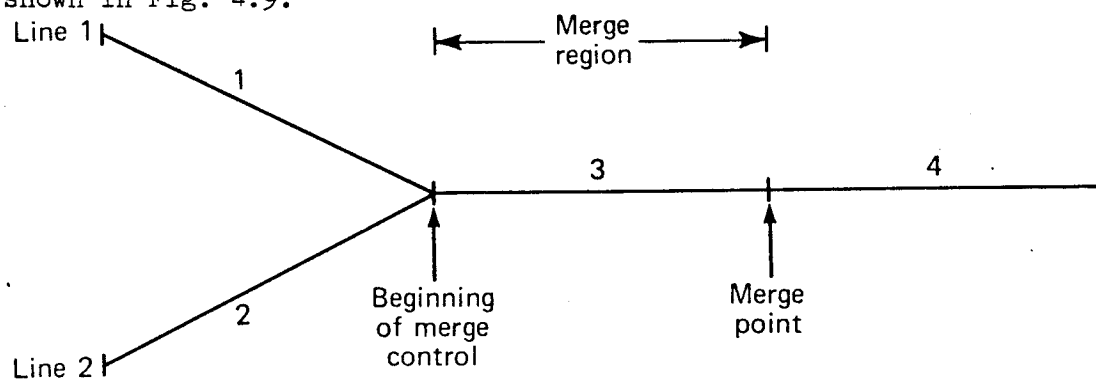 shown in Fig. 4.9.
Line 1
Merge
region
1
3
4
2
Line 2
Beginning
of merge
control
Merge
point